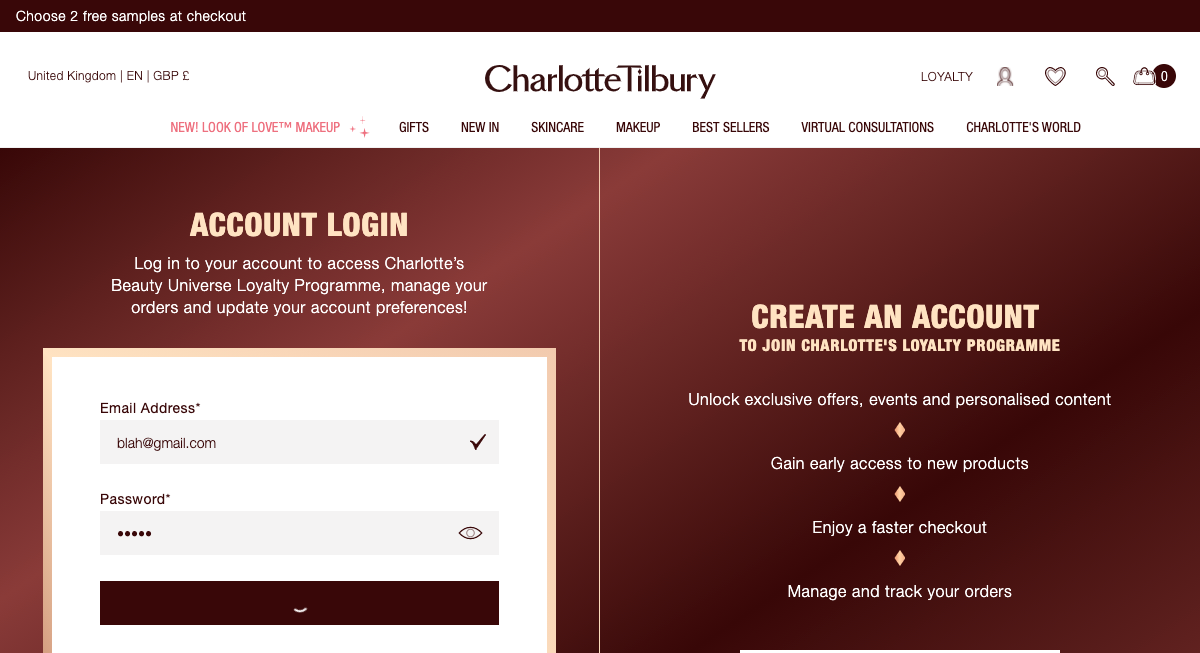 Choose 2 free samples at checkout
United Kingdom | EN | GBP £
CharlotteTilbury
LOYALTY
0
NEW! LOOK OF LOVE™ MAKEUP
GIFTS
NEW IN
SKINCARE
MAKEUP
BEST SELLERS
VIRTUAL CONSULTATIONS
CHARLOTTE'S WORLD
ACCOUNT LOGIN
Log in to your account to access Charlotte’s
Beauty Universe Loyalty Programme, manage your
orders and update your account preferences!
Email Address*
blah@gmail.com
Password*
•••••
CREATE AN ACCOUNT
TO JOIN CHARLOTTE'S LOYALTY PROGRAMME
Unlock exclusive offers, events and personalised content
Gain early access to new products
Enjoy a faster checkout
Manage and track your orders